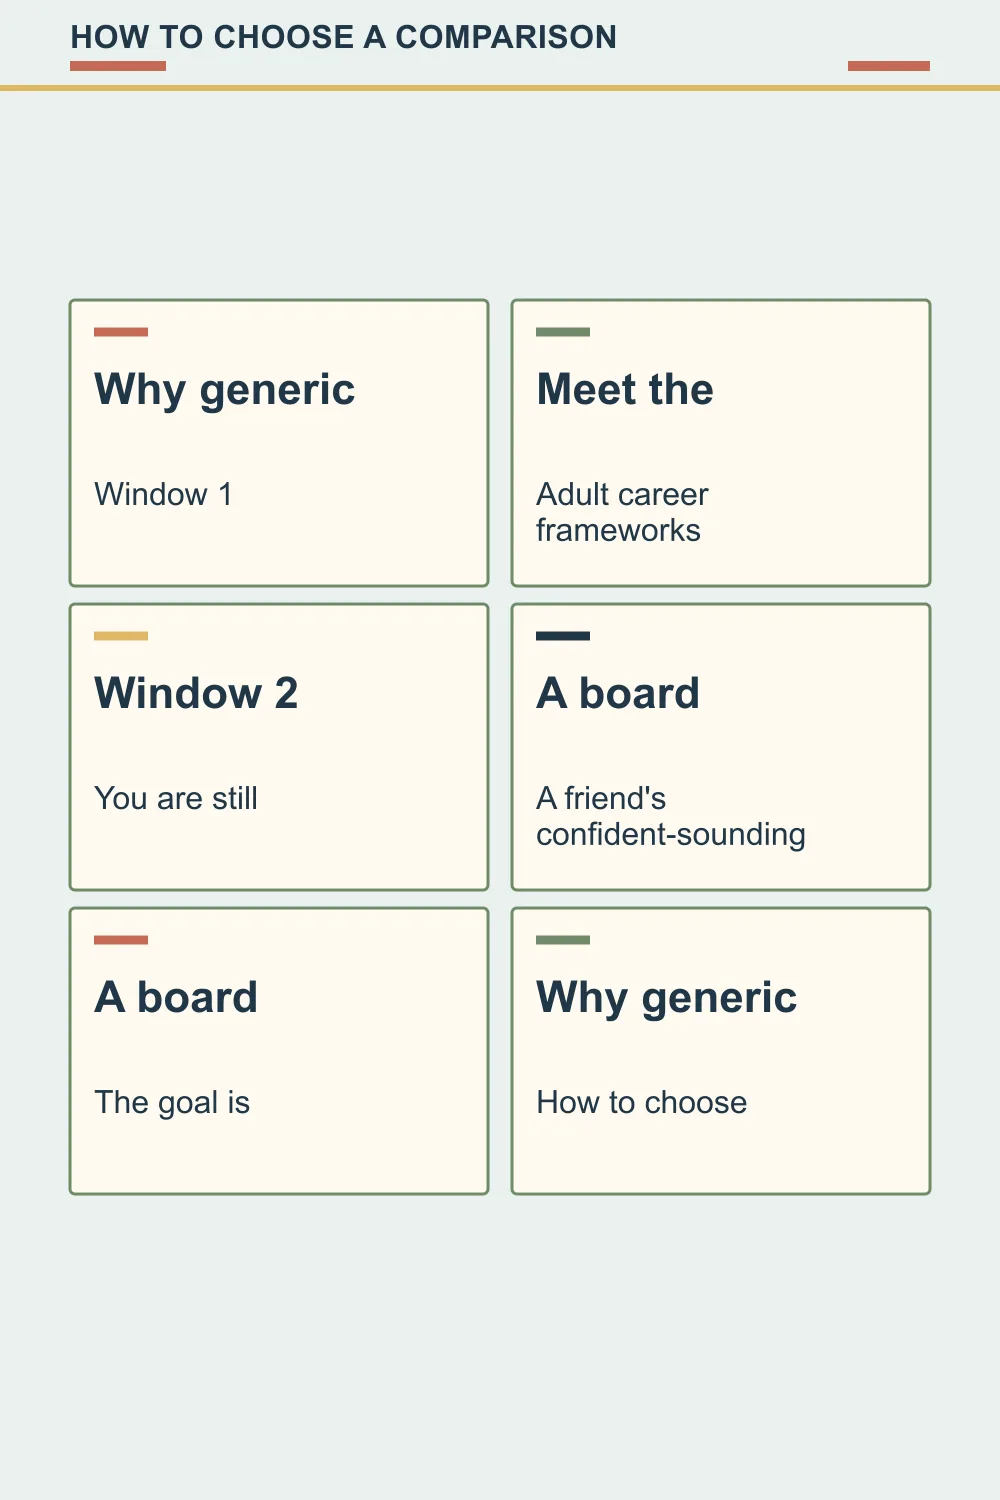 HOW TO CHOOSE A COMPARISON
Why generic
Window 1
Meet the
Adult career
frameworks
Window 2
You are still
A board
A friend's
confident-sounding
A board
The goal is
Why generic
How to choose